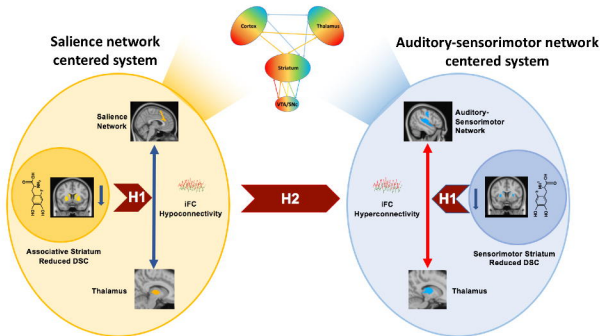 Cortex
Thalamus
Striatum
VTA/SNc
Salience network
centered system
Auditory-sensorimotor network
centered system
Salience
Network
Auditory-
Sensorimotor
Network
H1
iFC
Hypoconnectivity
H2
iFC
Hyperconnectivity
H1
Associative Striatum
Reduced DSC
Sensorimotor Striatum
Reduced DSC
Thalamus
Thalamus